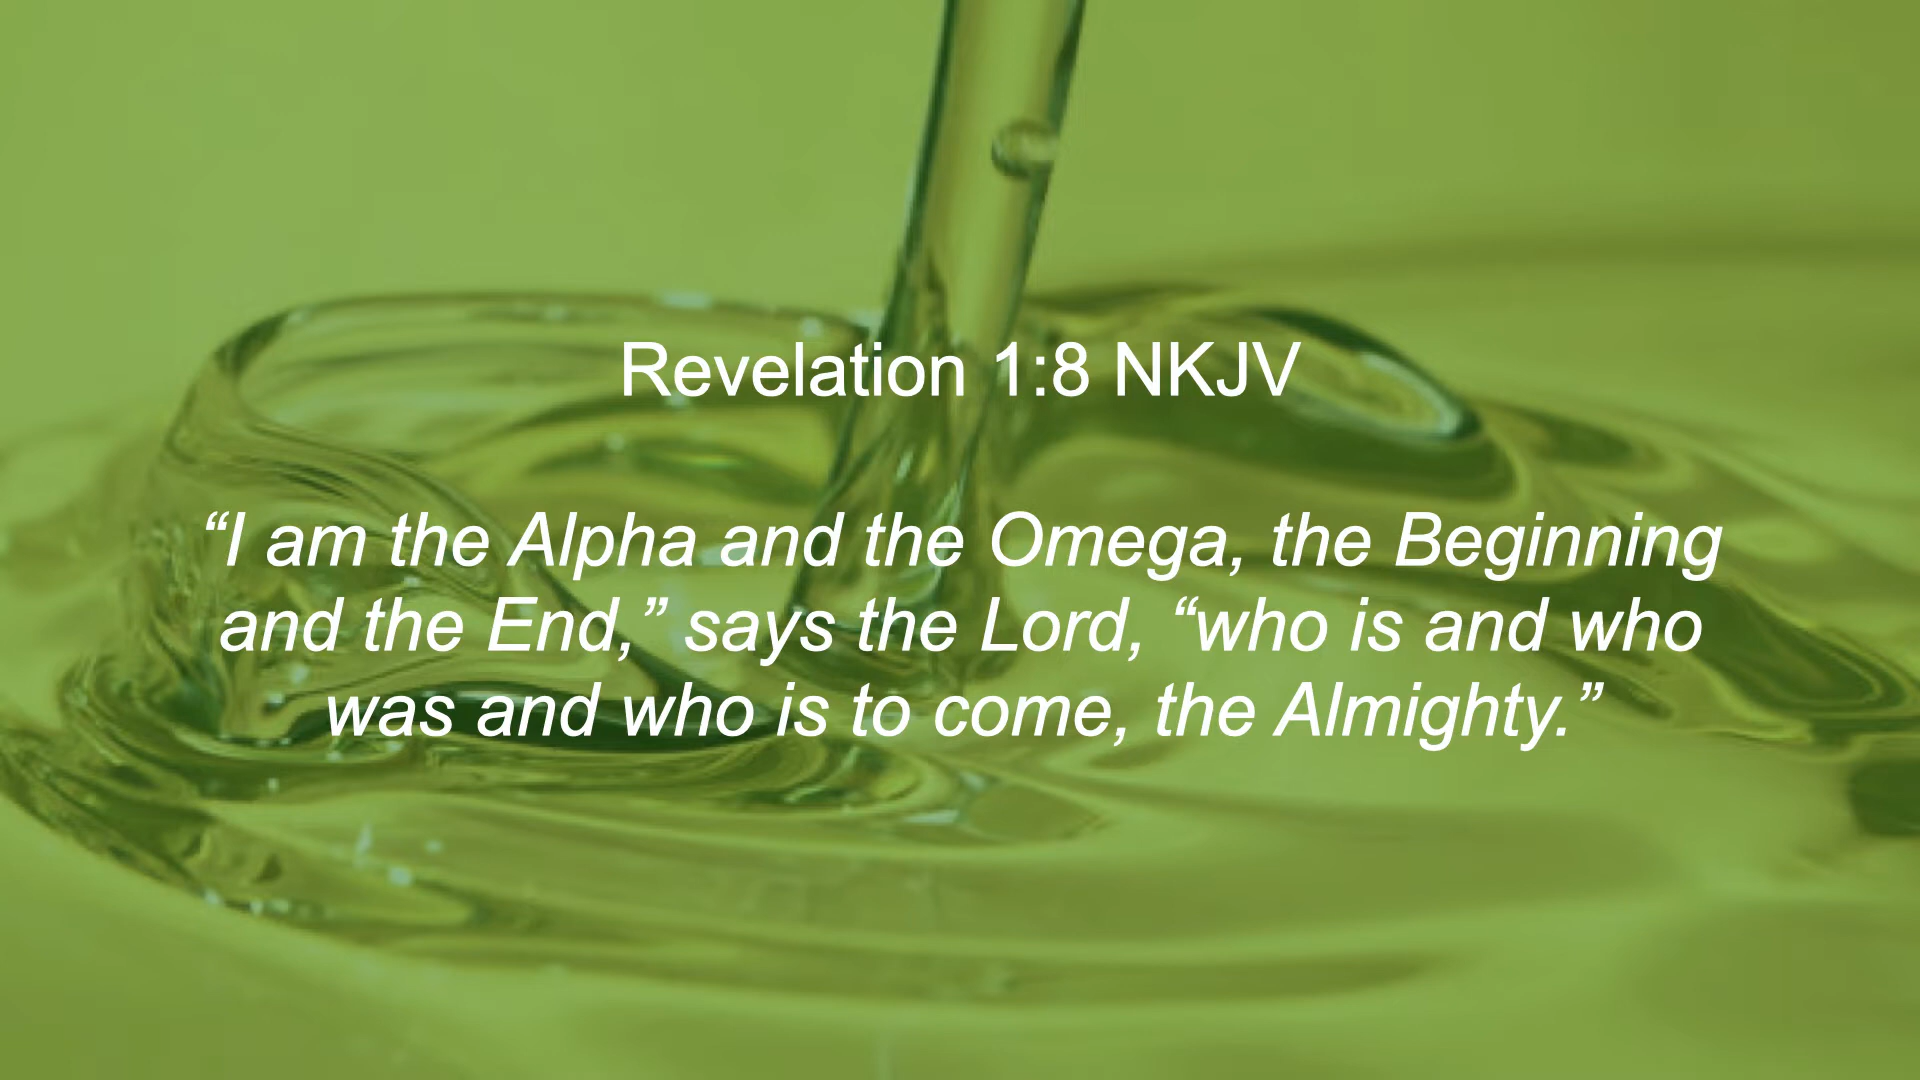 Revelation 1:8 NKJV
“I am the Alpha and the Omega, the Beginning
and the End,” says the Lord, “who is and who
was and who is to come, the Almighty.”